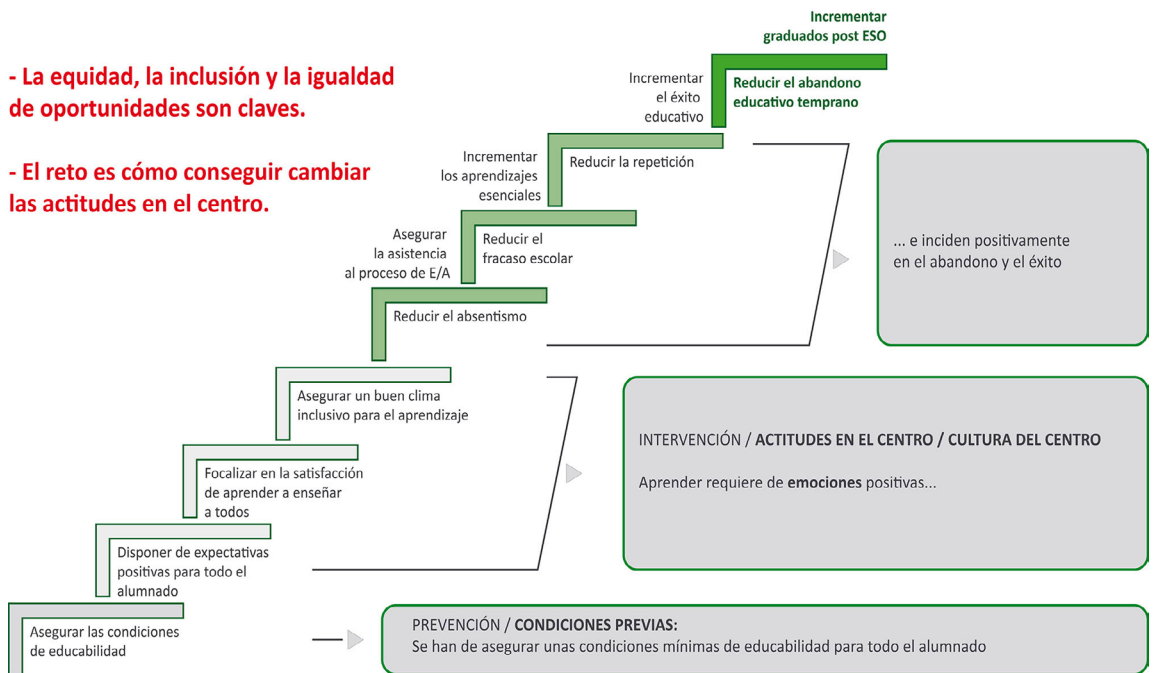 - La equidad, la inclusión y la igualdad
de oportunidades son claves.
- El reto es cómo conseguir cambiar
las actitudes en el centro.
Incrementar
graduados post ESO
Reducir el abandono
educativo temprano
Incrementar
el éxito
educativo
Reducir la repetición
Incrementar
los aprendizajes
esenciales
Reducir el
fracaso escolar
Asegurar
la asistencia
al proceso de E/A
Reducir el absentismo
... e inciden positivamente
en el abandono y el éxito
Asegurar un buen clima
inclusivo para el aprendizaje
Focalizar en la satisfacción
de aprender a enseñar
a todos
Disponer de expectativas
positivas para todo el
alumnado
INTERVENCIÓN / ACTITUDES EN EL CENTRO / CULTURA DEL CENTRO
Aprender requiere de emociones positivas...
Asegurar las condiciones
de educabilidad
PREVENCIÓN / CONDICIONES PREVIAS:
Se han de asegurar unas condiciones mínimas de educabilidad para todo el alumnado